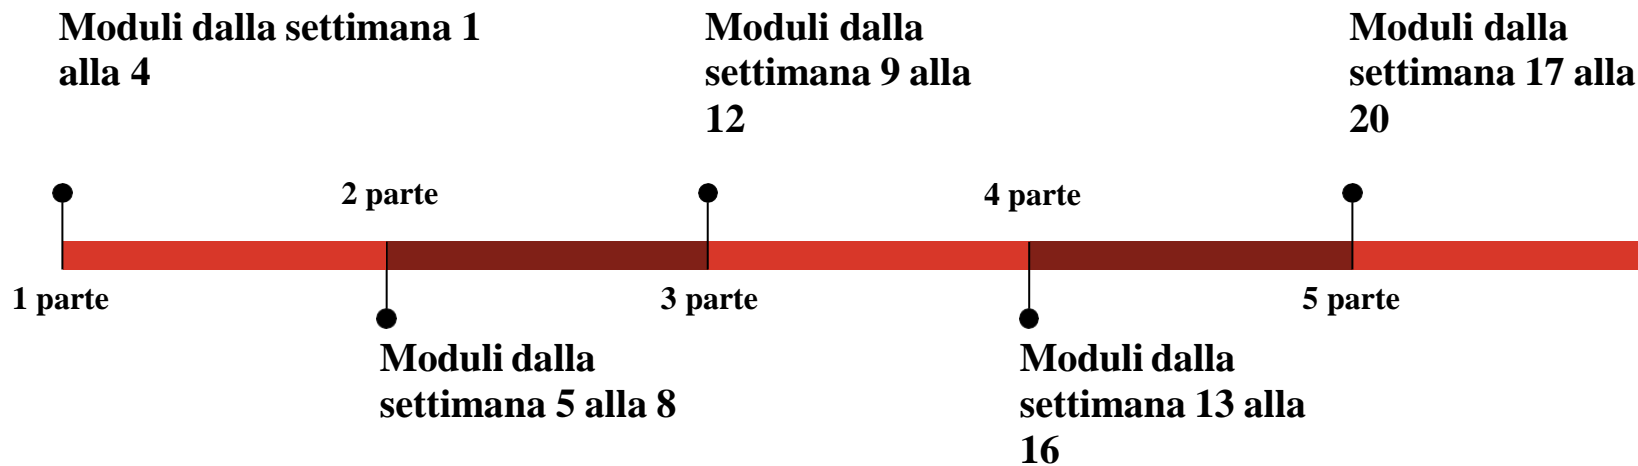 Moduli dalla settimana 1
alla 4
Moduli dalla
settimana 9 alla
12
Moduli dalla
settimana 17 alla
20
2 parte
4 parte
1 parte
3 parte
5 parte
Moduli dalla
settimana 5 alla 8
Moduli dalla
settimana 13 alla
16